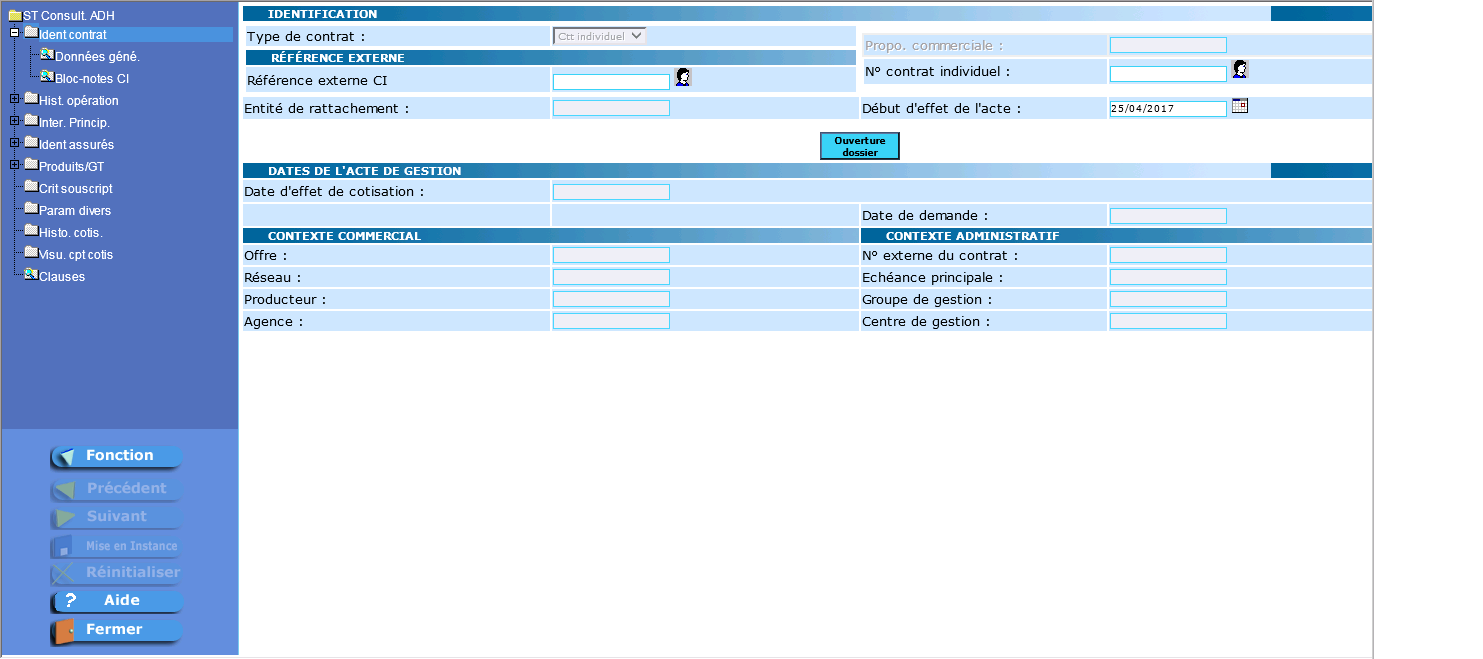 ST Consult. ADH
Ident contrat
Données géné.
Bloc-notes CI
Hist. opération
Inter. Princip.
Ident assurés
Produits/GT
Crit souscript
Param divers
Histo. cotis.
Visu. cpt cotis
Clauses
Fonction
Précédent
Suivant
Mise en Instance
Réinitialiser
? Aide
Fermer
IDENTIFICATION
Type de contrat : Ctt individuel
Propo. commerciale :
RÉFÉRENCE EXTERNE
Référence externe CI
N° contrat individuel :
Entité de rattachement :
Début d'effet de l'acte : 25/04/2017
Ouverture
dossier
DATES DE L'ACTE DE GESTION
Date d'effet de cotisation :
Date de demande :
CONTEXTE COMMERCIAL CONTEXTE ADMINISTRATIF
Offre : N° externe du contrat :
Réseau : Echéance principale :
Producteur : Groupe de gestion :
Agence : Centre de gestion :